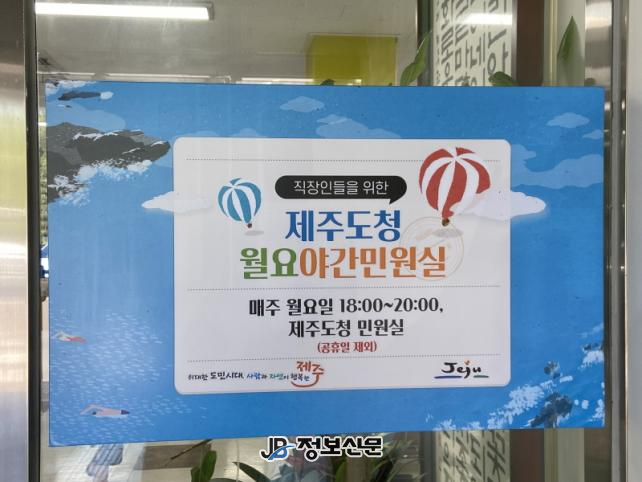 직장인들을 위한
제주도청
월요야간민원실
매주 월요일 18:00~20:00,
제주도청 민원실
(공휴일 제외)
위대한 도민시대, 사람과 자연이 행복한 제주
Jeju
JB 정보신문